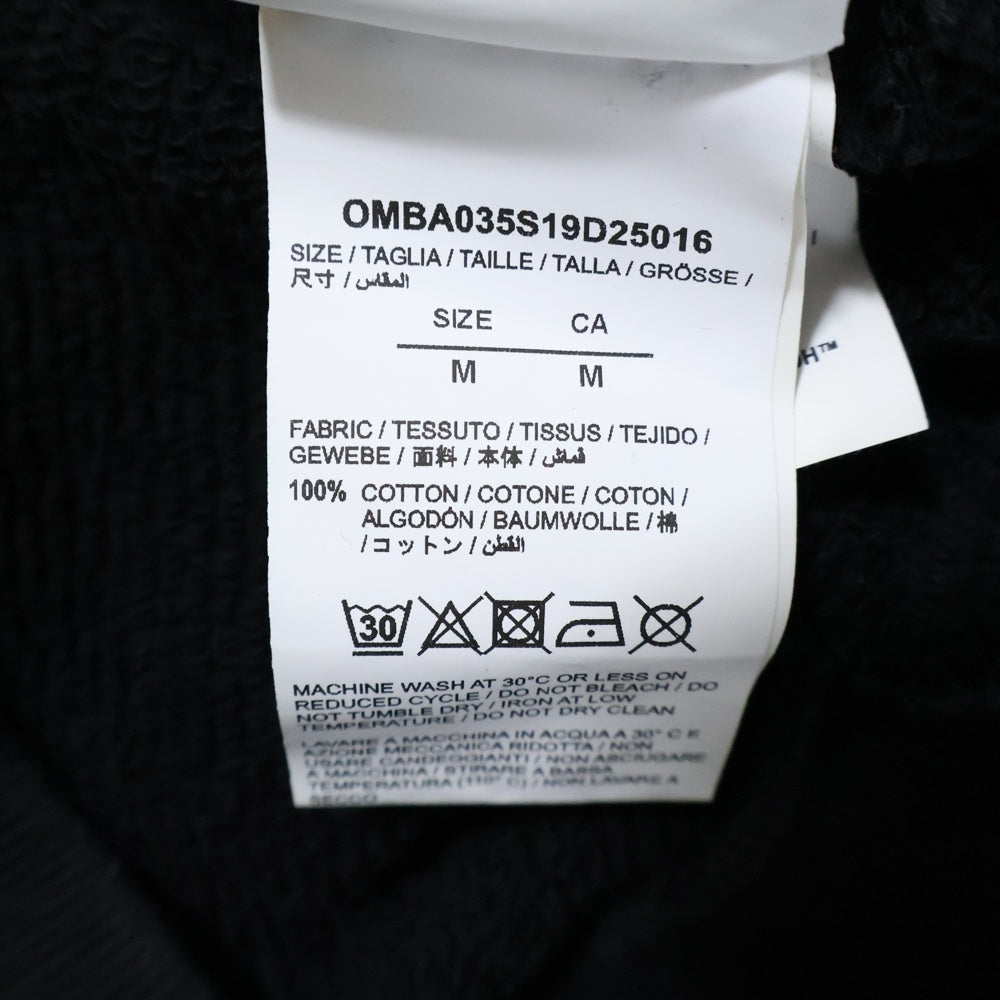 OMBA035S19D25016
SIZE / TAGLIA / TAILLE / TALLA / GRÖSSE /
尺寸 / المقاس
SIZE CA
M M
FABRIC / TESSUTO / TISSUS / TEJIDO /
GEWEBE / 面料 / 本体 / قماش
100% COTTON / COTONE / COTON /
ALGODÓN / BAUMWOLLE / 棉
/ コットン / القطن
30
MACHINE WASH AT 30°C OR LESS ON
REDUCED CYCLE / DO NOT BLEACH / DO
NOT TUMBLE DRY / IRON AT LOW
TEMPERATURE / DO NOT DRY CLEAN
LAVARE A MACCHINA IN ACQUA A 30° C E
AZIONE MECCANICA RIDOTTA / NON
USARE CANDEGGIANTI / NON ASCIUGARE
A MACCHINA / STIRARE A BASSA
TEMPERATURA (110° C) / NON LAVARE A
SECCO
H™